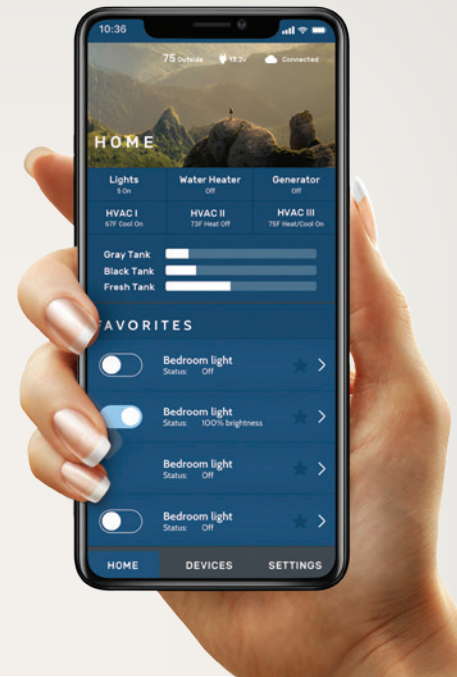 10:36
75 Outside 13.2v Connected
HOME
Lights Water Heater Generator
5 On Off Off
HVAC I HVAC II HVAC III
67F Cool On 73F Heat Off 75F Heat/Cool On
Gray Tank
Black Tank
Fresh Tank
FAVORITES
Bedroom light
Status: Off
Bedroom light
Status: 100% brightness
Bedroom light
Status: Off
Bedroom light
Status: Off
HOME DEVICES SETTINGS